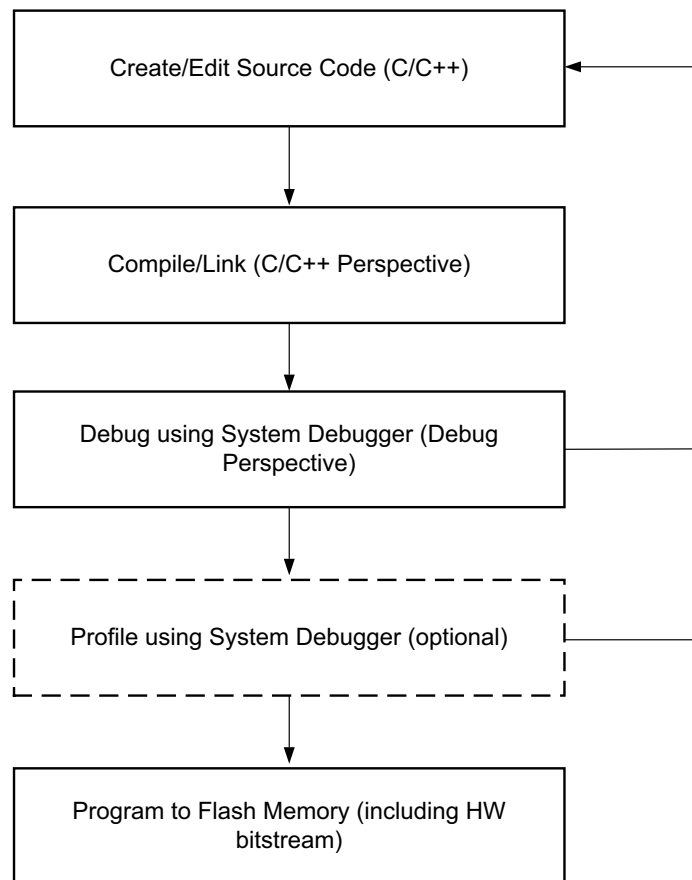 Create/Edit Source Code (C/C++)
Compile/Link (C/C++ Perspective)
Debug using System Debugger (Debug
Perspective)
Profile using System Debugger (optional)
Program to Flash Memory (including HW
bitstream)